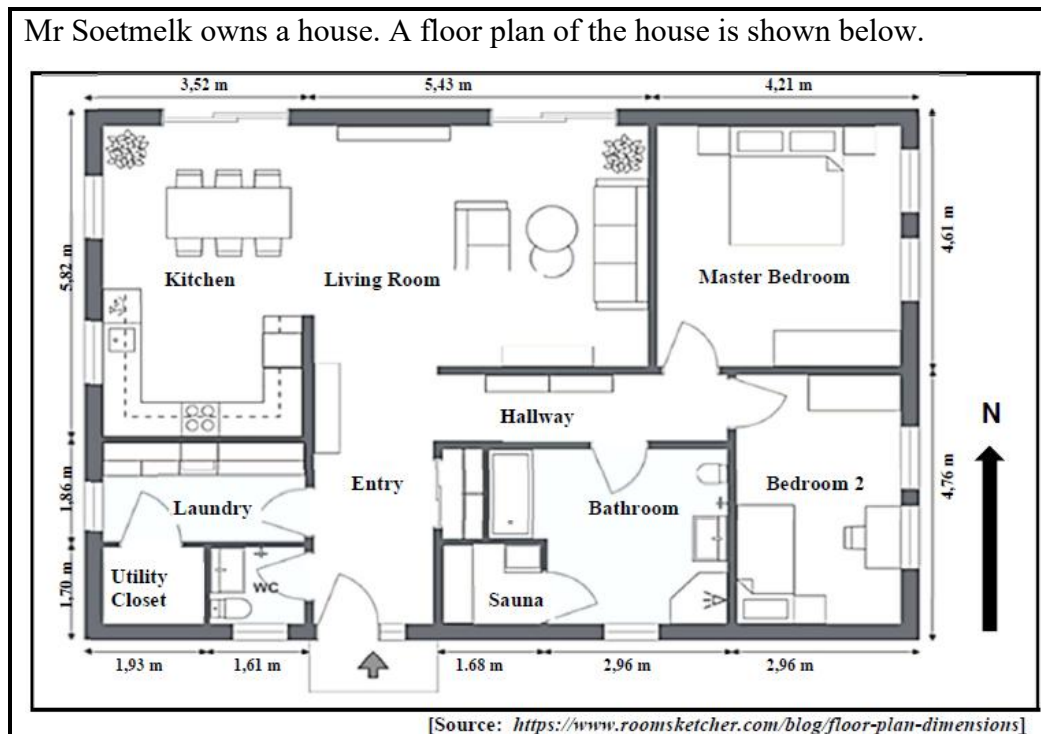 Mr Soetmelk owns a house. A floor plan of the house is shown below.
3,52 m 5,43 m 4,21 m
5,82 m
4,61 m
Kitchen Living Room Master Bedroom
Hallway
N
1,86 m
4,76 m
Laundry Entry Bathroom Bedroom 2
1,70 m
Utility
Closet
WC
Sauna
1,93 m 1,61 m 1.68 m 2,96 m 2,96 m
[Source: https://www.roomsketcher.com/blog/floor-plan-dimensions]